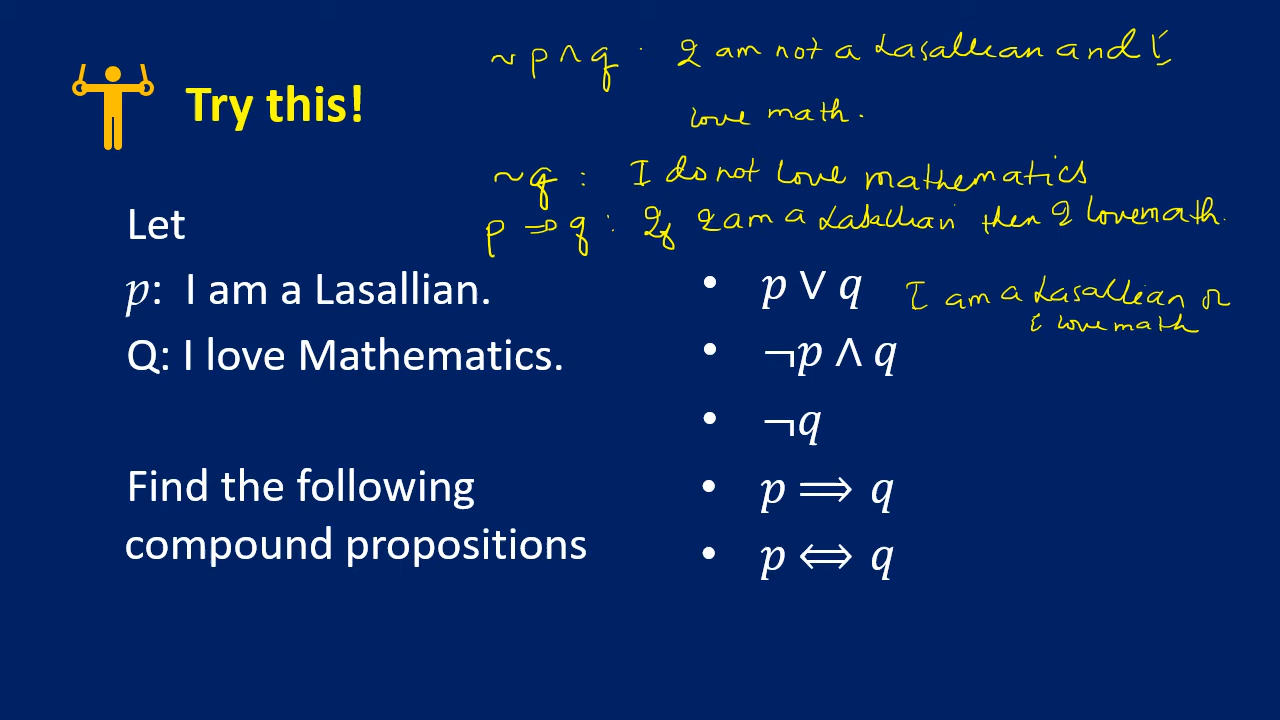 ~ p ∧ q : I am not a Lasallian and I
love math.
Try this!
~q : I do not love mathematics
p ⇒ q : If I am a Lasallian then I love math.
Let
p: I am a Lasallian.
Q: I love Mathematics.
Find the following
compound propositions
• p ∨ q I am a Lasallian or
I love math
• ¬p ∧ q
• ¬q
• p ⟹ q
• p ⟺ q